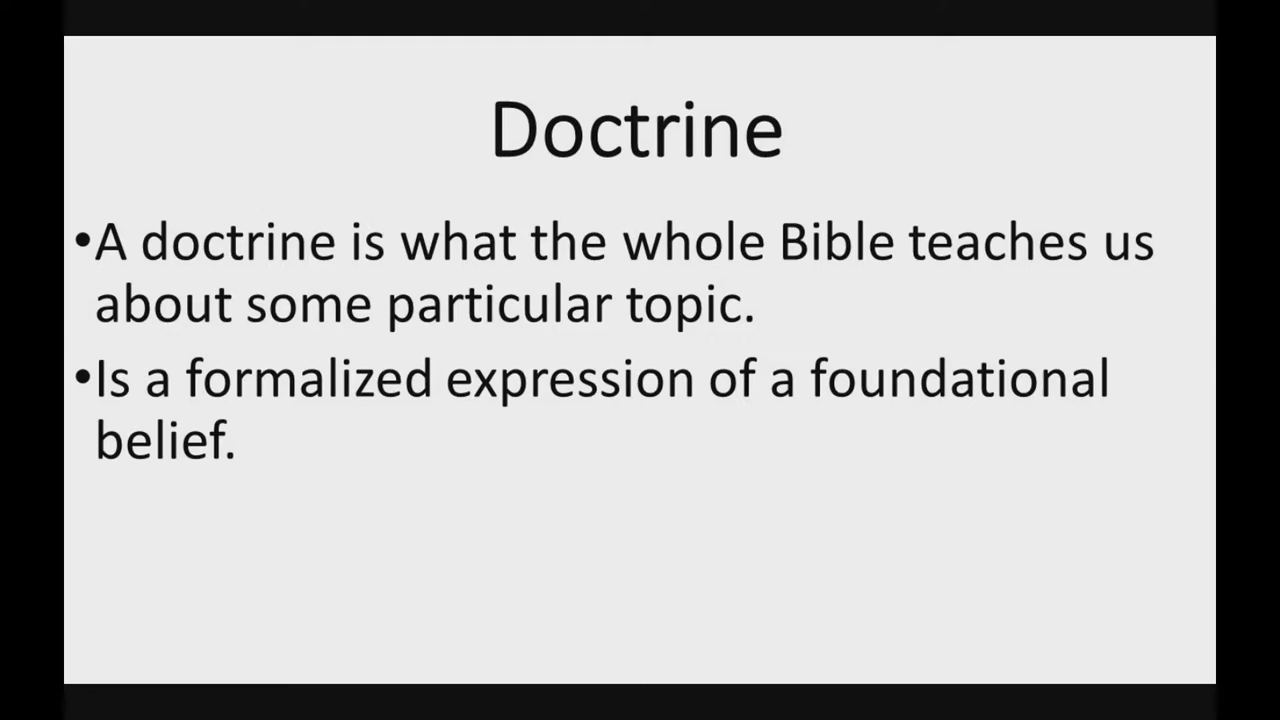 Doctrine
•A doctrine is what the whole Bible teaches us
about some particular topic.
•Is a formalized expression of a foundational
belief.